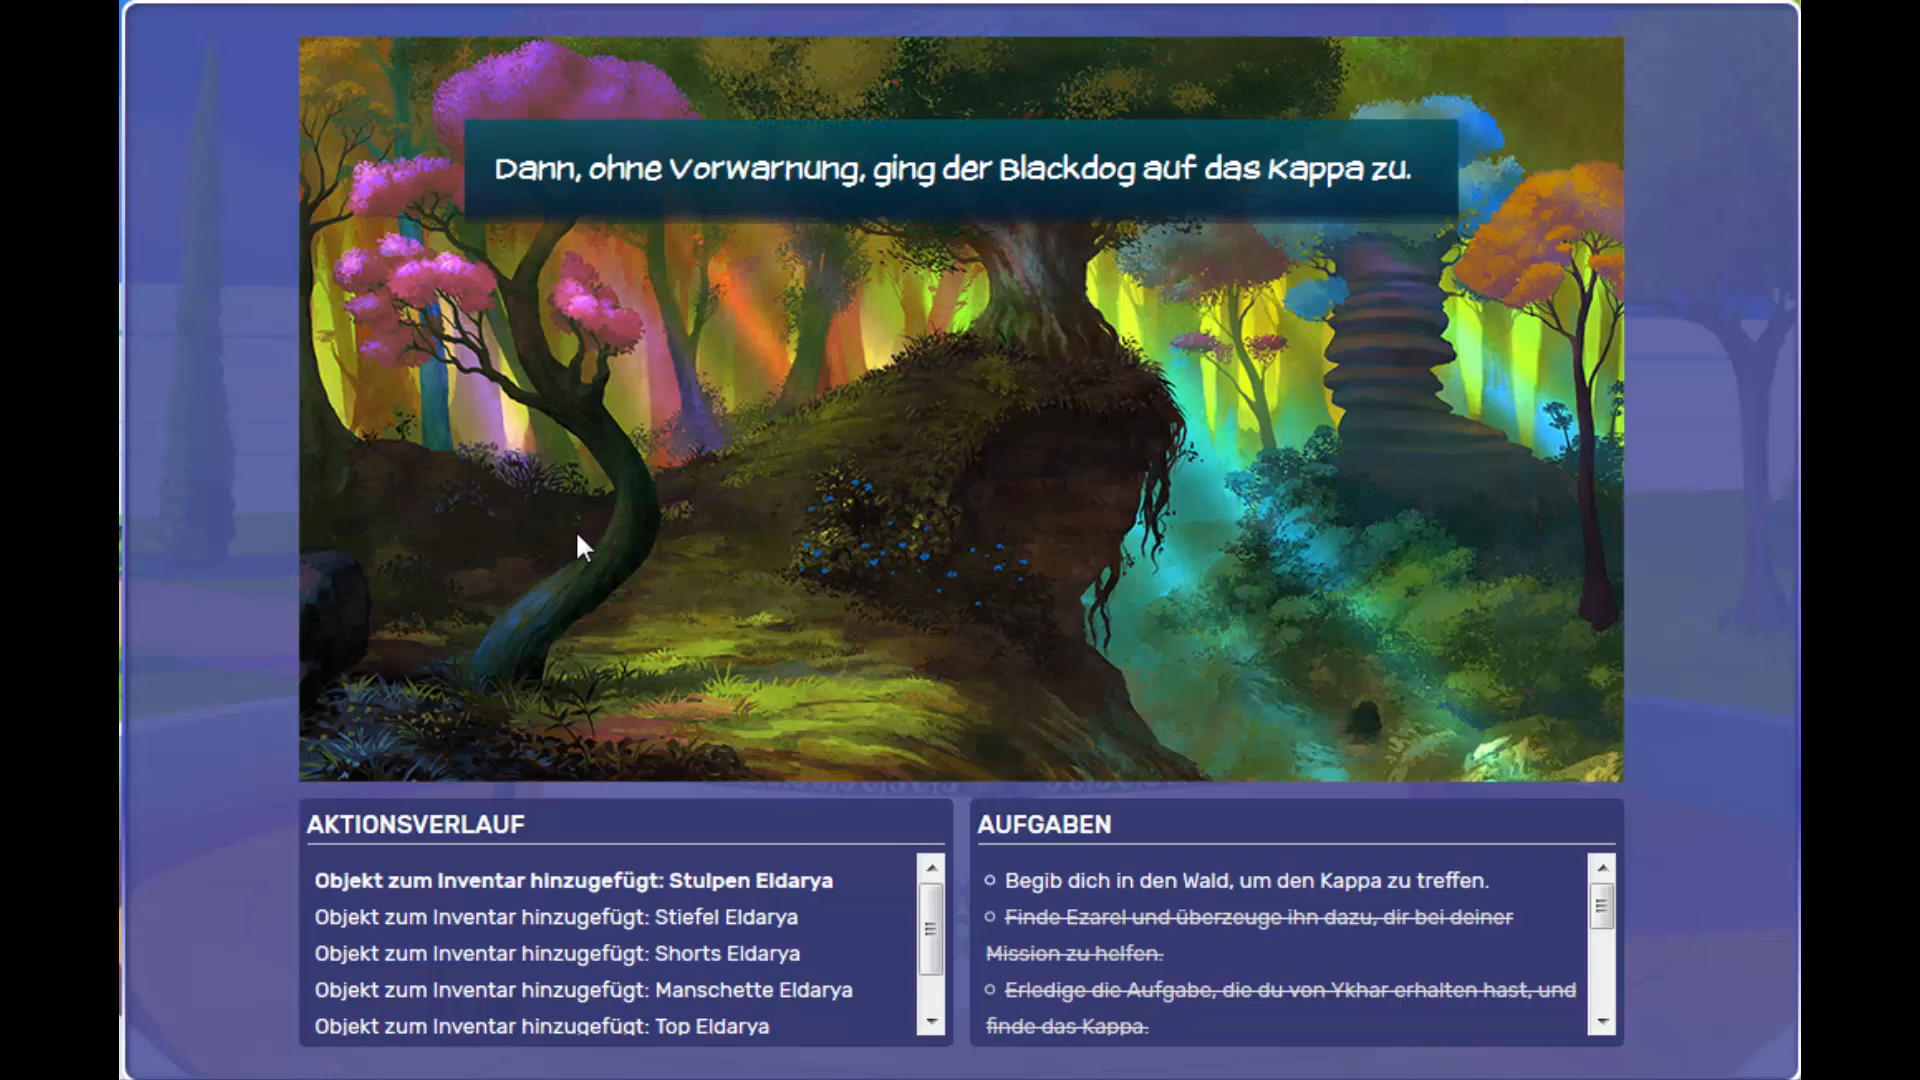 Dann, ohne Vorwarnung, ging der Blackdog auf das Kappa zu.
AKTIONSVERLAUF
Objekt zum Inventar hinzugefügt: Stulpen Eldarya
Objekt zum Inventar hinzugefügt: Stiefel Eldarya
Objekt zum Inventar hinzugefügt: Shorts Eldarya
Objekt zum Inventar hinzugefügt: Manschette Eldarya
Objekt zum Inventar hinzugefügt: Top Eldarya
AUFGABEN
Begib dich in den Wald, um den Kappa zu treffen.
Finde Ezarel und überzeuge ihn dazu, dir bei deiner
Mission zu helfen.
Erledige die Aufgabe, die du von Ykhar erhalten hast, und
finde das Kappa.